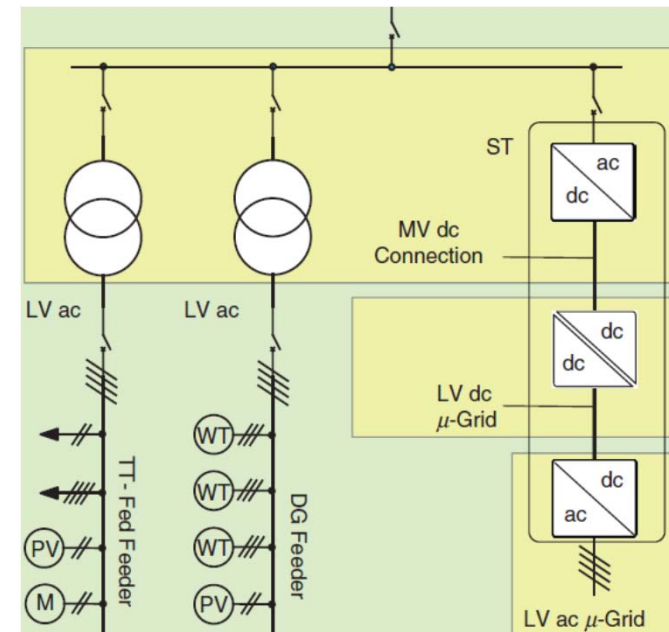 ST
ac
dc
MV dc
Connection
LV ac
LV ac
dc
dc
LV dc
μ-Grid
WT
WT
WT
PV
PV
M
TT- Fed Feeder
DG Feeder
dc
ac
LV ac μ-Grid